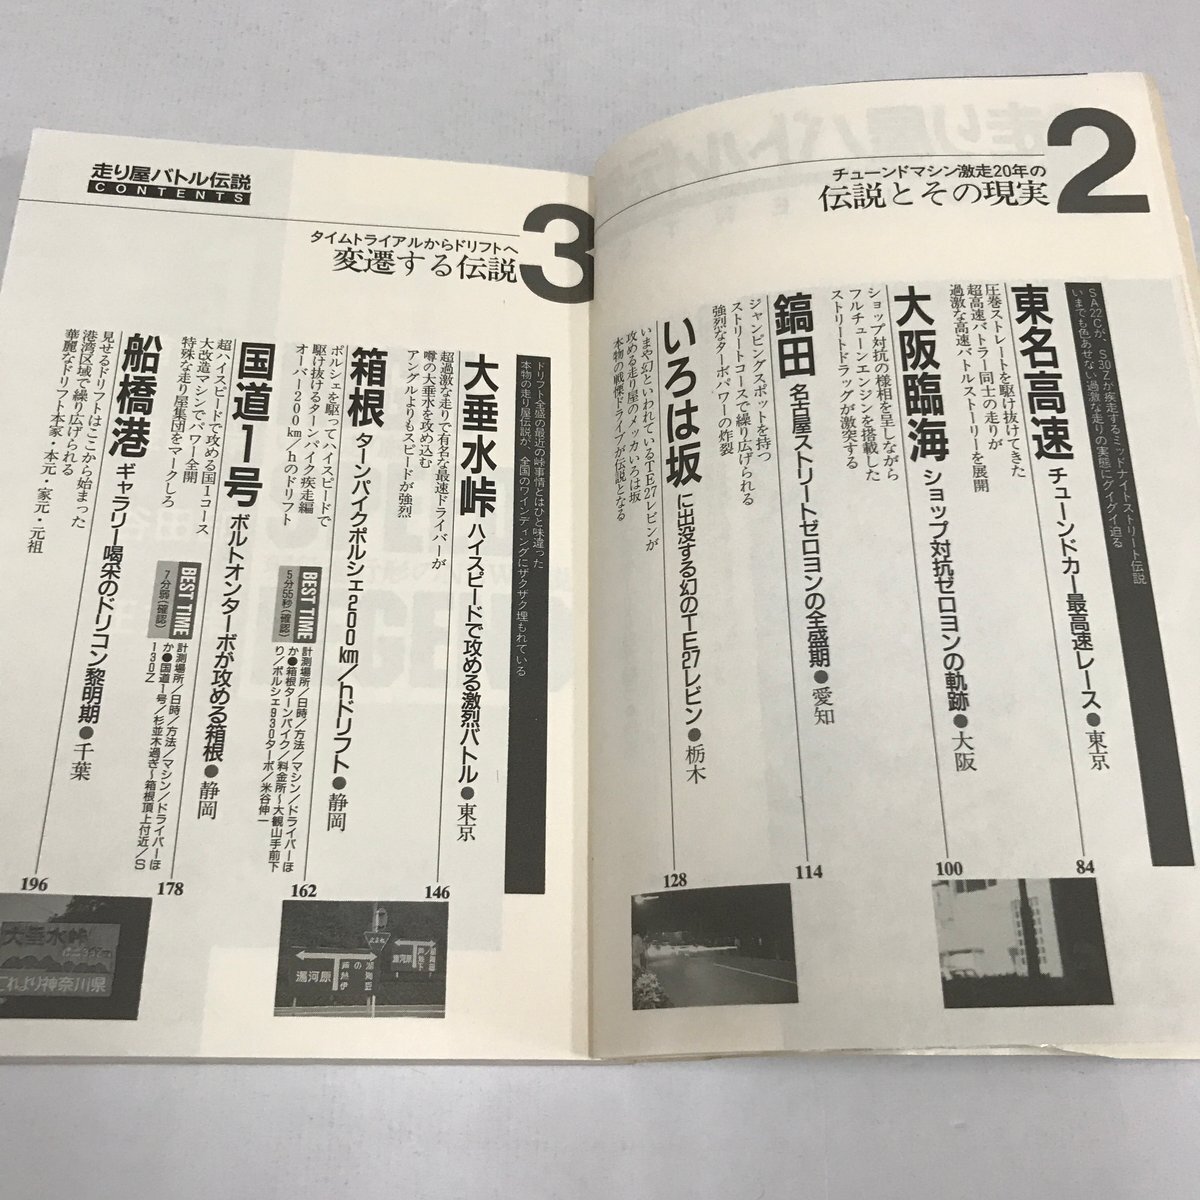 2
チューンドマシン激走20年の
伝説とその現実
SA22Cが、S30Zが疾走するミッドナイトストリート伝説
いまでも色あせない過激な走りの実態にグイグイ迫る
東名高速 チューンドカー最高速レース●東京
圧巻ストレートを駆け抜けてきた
超高速バトラー同士の走りが
過激な高速バトルストーリーを展開
84
大阪臨海 ショップ対抗ゼロヨンの軌跡●大阪
ショップ対抗の様相を呈しながら
フルチューンエンジンを搭載した
ストリートドラッグが激突する
100
鍋田 名古屋ストリートゼロヨンの全盛期●愛知
ジャンピングスポットを持つ
ストリートコースで繰り広げられる
強烈なターボパワーの炸裂
114
いろは坂 に出没する幻のTE27レビン●栃木
いまや幻といわれているTE27レビンが
攻める走り屋のメッカいろは坂
本物の戦慄ドライブが伝説となる
128
走り屋バトル伝説
CONTENTS
3
タイムトライアルからドリフトへ
変遷する伝説
ドリフト全盛の最近の峠事情とはひと味違った
本物の走り屋伝説が、全国のワインディングにザクザク埋もれている
大垂水峠 ハイスピードで攻める激烈バトル●東京
超過激な走りで有名な最速ドライバーが
噂の大垂水を攻め込む
アングルよりもスピードが強烈
146
箱根 ターンパイクポルシェ200km/hドリフト●静岡
ポルシェを駆ってハイスピードで
駆け抜けるターンパイク疾走編
オーバー200km/hのドリフト
BEST TIME
5分55秒(確認)
計測場所/日時/方法/マシン/ドライバーほ
か●箱根ターンパイク/料金所〜大観山手前下
り/ポルシェ930ターボ/米谷伸一
162
国道1号 ボルトオンターボが攻める箱根●静岡
超ハイスピードで攻める国1コース
大改造マシンでパワー全開
特殊な走り屋集団をマークしろ
BEST TIME
7分弱(確認)
計測場所/日時/方法/マシン/ドライバーほ
か●国道1号/杉並木過ぎ〜箱根頂上付近/S
130Z
178
船橋港 ギャラリー喝采のドリコン黎明期●千葉
見せるドリフトはここから始まった
港湾区域で繰り広げられる
華麗なドリフト本家・本元・家元・元祖
196
湯河原
大垂水峠
これより神奈川県